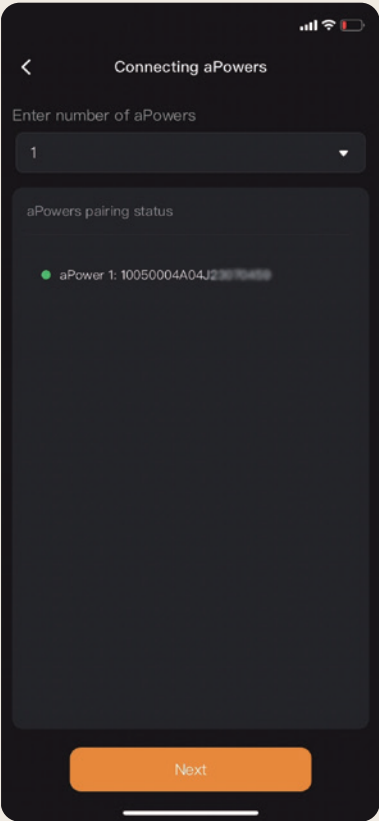 Connecting aPowers
Enter number of aPowers
1
aPowers pairing status
aPower 1: 10050004A04J
Next